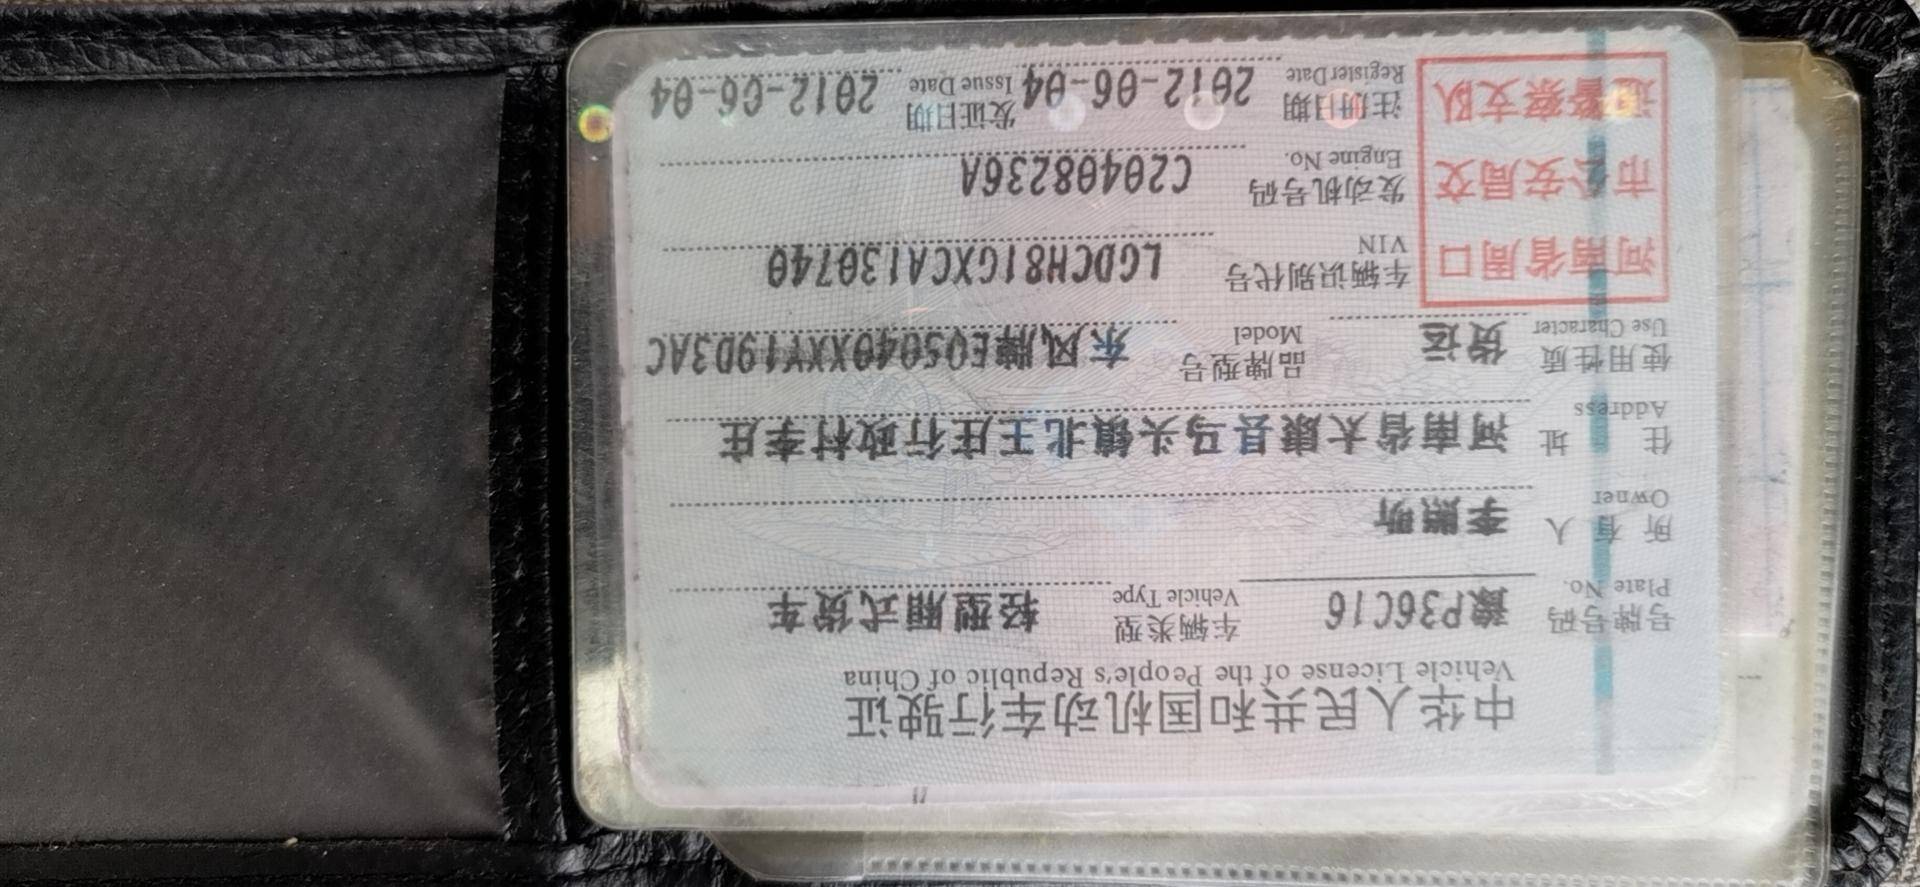 中华人民共和国机动车行驶证
Vehicle License of the People's Republic of China
号牌号码 豫P36C16 车辆类型 轻型厢式货车
Plate No. Vehicle Type
所有人 李照昕
Owner
住址 河南省太康县马头镇北王庄行政村李庄
Address
使用性质 货运 品牌型号 东风牌EQ5040XXY19D3AC
Use Character Model
河南省周口
市公安局交
通警察支队
车辆识别代号 LGDCH81GXCA130740
VIN
发动机号码 C20408236A
Engine No.
注册日期 2012-06-04 发证日期 2012-06-04
Register Date Issue Date